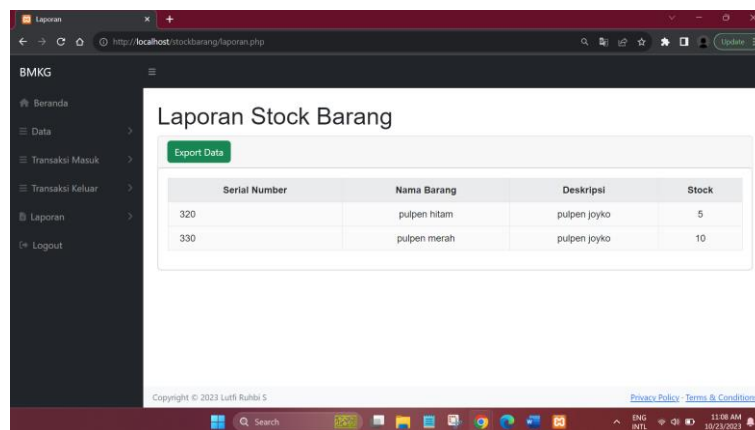 Laporan
http://localhost/stockbarang/laporan.php
Update
BMKG
Beranda
Data
Transaksi Masuk
Transaksi Keluar
Laporan
Logout
Laporan Stock Barang
Export Data
Serial Number Nama Barang Deskripsi Stock
320 pulpen hitam pulpen joyko 5
330 pulpen merah pulpen joyko 10
Copyright © 2023 Lutfi Ruhbi S
Privacy Policy · Terms & Conditions
Search
ENG
INTL
11:08 AM
10/23/2023